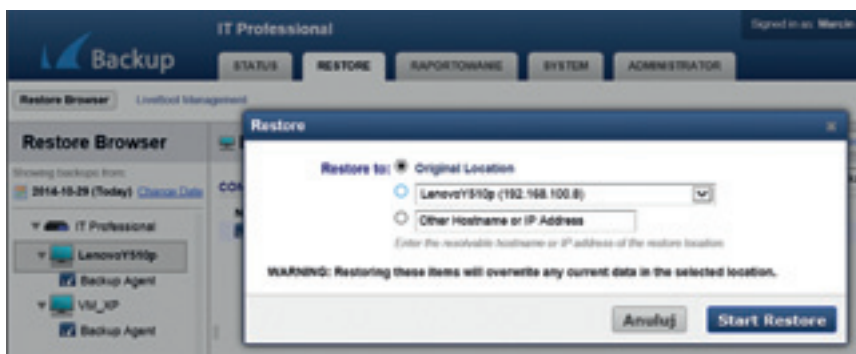 IT Professional
Signed in as: Marcin
Backup
STATUS RESTORE RAPORTOWANIE SYSTEM ADMINISTRATOR
Restore Browser LiveBoot Management
Restore Browser
Showing backups from:
2014-10-29 (Today) Change Date
IT Professional
LenovoY510p
Backup Agent
VM_XP
Backup Agent
Restore
Restore to: Original Location
LenovoY510p (192.168.100.8)
Other Hostname or IP Address
Enter the resolvable hostname or IP address of the restore location
WARNING: Restoring these items will overwrite any current data in the selected location.
Anuluj Start Restore